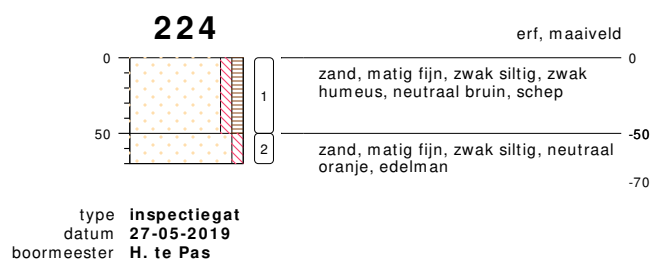 224
erf, maaiveld
0
0
zand, matig fijn, zwak siltig, zwak
humeus, neutraal bruin, schep
1
50
-50
zand, matig fijn, zwak siltig, neutraal
oranje, edelman
2
-70
type inspectiegat
datum 27-05-2019
boormeester H. te Pas